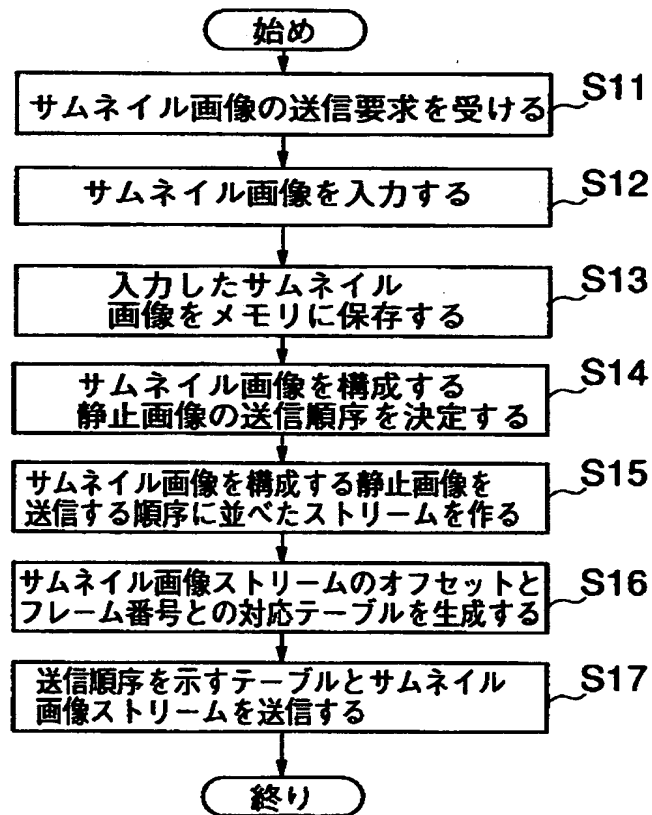 始め
サムネイル画像の送信要求を受ける
S11
サムネイル画像を入力する
S12
入力したサムネイル
画像をメモリに保存する
S13
サムネイル画像を構成する
静止画像の送信順序を決定する
S14
サムネイル画像を構成する静止画像を
送信する順序に並べたストリームを作る
S15
サムネイル画像ストリームのオフセットと
フレーム番号との対応テーブルを生成する
S16
送信順序を示すテーブルとサムネイル
画像ストリームを送信する
S17
終り